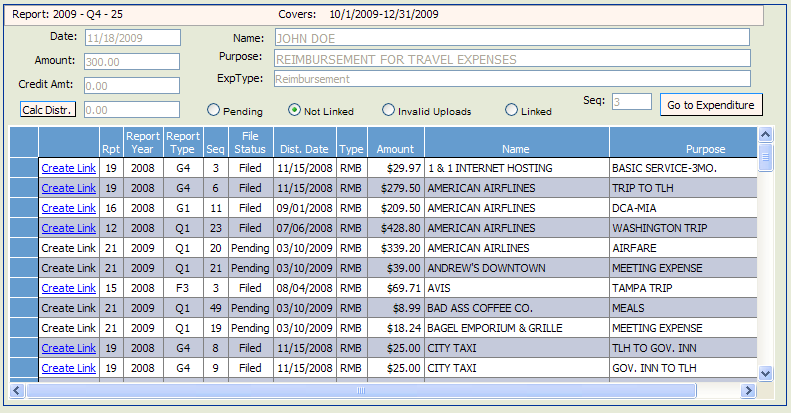 Report: 2009 - Q4 - 25 Covers: 10/1/2009-12/31/2009
Date: 11/18/2009 Name: JOHN DOE
Amount: 300.00 Purpose: REIMBURSEMENT FOR TRAVEL EXPENSES
Credit Amt: ExpType: Reimbursement
Calc Distr. 0.00 Pending Not Linked Invalid Uploads Linked Seq: 3 Go to Expenditure
Rpt Report Year Report Type Seq File Status Dist. Date Type Amount Name Purpose
Create Link 19 2008 G4 3 Filed 11/15/2008 RMB $29.97 1 & 1 INTERNET HOSTING BASIC SERVICE-3MO.
Create Link 19 2008 G4 6 Filed 11/15/2008 RMB $279.50 AMERICAN AIRFLINES TRIP TO TLH
Create Link 16 2008 G1 11 Filed 09/01/2008 RMB $209.50 AMERICAN AIRFLINES DCA-MIA
Create Link 12 2008 Q1 23 Filed 07/06/2008 RMB $428.80 AMERICAN AIRFLINES WASHINGTON TRIP
Create Link 21 2009 Q1 20 Pending 03/10/2009 RMB $339.20 AMERICAN AIRLINES AIRFARE
Create Link 21 2009 Q1 21 Pending 03/10/2009 RMB $39.00 ANDREW'S DOWNTOWN MEETING EXPENSE
Create Link 15 2008 F3 3 Filed 08/04/2008 RMB $69.71 AVIS TAMPA TRIP
Create Link 21 2009 Q1 49 Pending 03/10/2009 RMB $8.99 BAD ASS COFFEE CO. MEALS
Create Link 21 2009 Q1 19 Pending 03/10/2009 RMB $18.24 BAGEL EMPORIUM & GRILLE MEETING EXPENSE
Create Link 19 2008 G4 8 Filed 11/15/2008 RMB $25.00 CITY TAXI TLH TO GOV. INN
Create Link 19 2008 G4 9 Filed 11/15/2008 RMB $25.00 CITY TAXI GOV. INN TO TLH